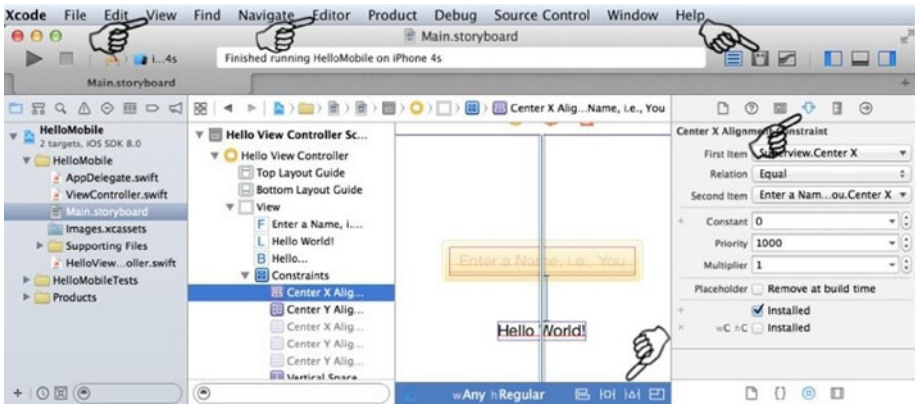 Xcode File Edit View Find Navigate Editor Product Debug Source Control Window Help
Main.storyboard
i...4s
Finished running HelloMobile on iPhone 4s
Main.storyboard
Center X Alig...Name, i.e., You
HelloMobile
2 targets, iOS SDK 8.0
HelloMobile
AppDelegate.swift
ViewController.swift
Main.storyboard
Images.xcassets
Supporting Files
HelloView...oller.swift
HelloMobileTests
Products
Hello View Controller Sc...
Hello View Controller
Top Layout Guide
Bottom Layout Guide
View
F Enter a Name, i....
L Hello World!
B Hello...
Constraints
Center X Alig...
Center Y Alig...
Center X Alig...
Center Y Alig...
Center Y Alig...
Vertical Space
Enter a Name, i.e., You
Hello World!
wAny hRegular
Center X Alignment Constraint
First Item Superview.Center X
Relation Equal
Second Item Enter a Nam...ou.Center X
Constant 0
Priority 1000
Multiplier 1
Placeholder Remove at build time
Installed
wC hC Installed